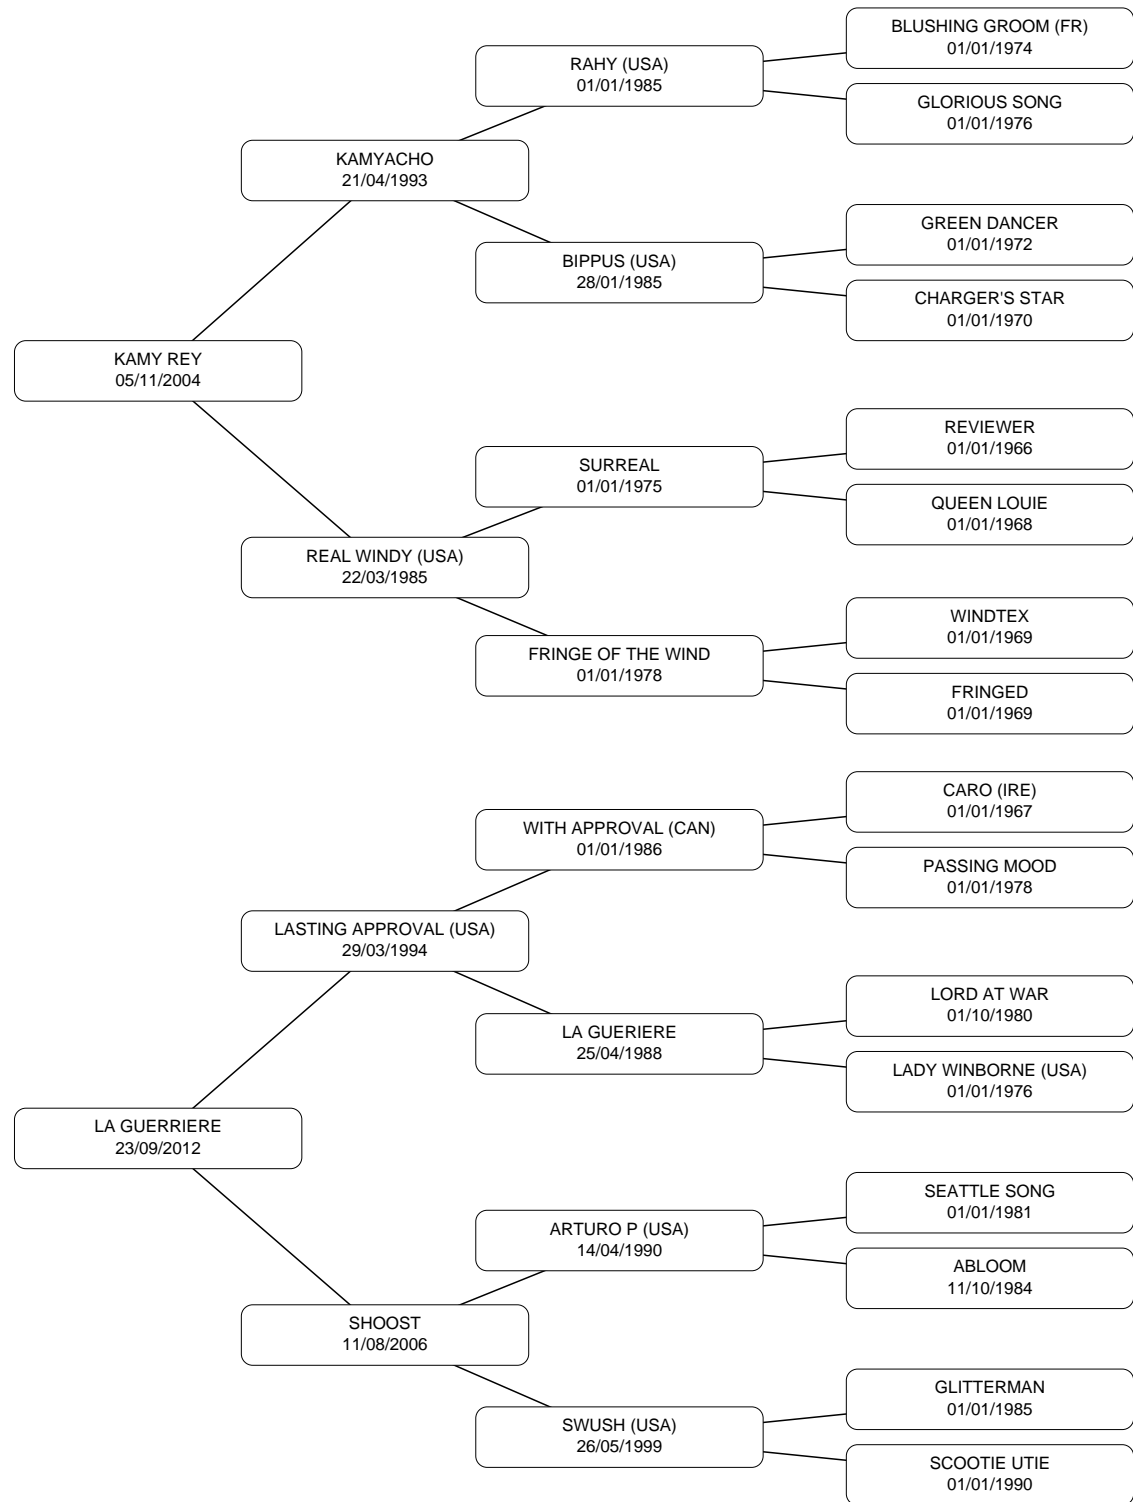 BLUSHING GROOM (FR)
01/01/1974
RAHY (USA)
01/01/1985
GLORIOUS SONG
01/01/1976
KAMYACHO
21/04/1993
GREEN DANCER
01/01/1972
BIPPUS (USA)
28/01/1985
CHARGER'S STAR
01/01/1970
KAMY REY
05/11/2004
REVIEWER
01/01/1966
SURREAL
01/01/1975
QUEEN LOUIE
01/01/1968
REAL WINDY (USA)
22/03/1985
WINDTEX
01/01/1969
FRINGE OF THE WIND
01/01/1978
FRINGED
01/01/1969
CARO (IRE)
01/01/1967
WITH APPROVAL (CAN)
01/01/1986
PASSING MOOD
01/01/1978
LASTING APPROVAL (USA)
29/03/1994
LORD AT WAR
01/10/1980
LA GUERIERE
25/04/1988
LADY WINBORNE (USA)
01/01/1976
LA GUERRIERE
23/09/2012
SEATTLE SONG
01/01/1981
ARTURO P (USA)
14/04/1990
ABLOOM
11/10/1984
SHOOST
11/08/2006
GLITTERMAN
01/01/1985
SWUSH (USA)
26/05/1999
SCOOTIE UTIE
01/01/1990